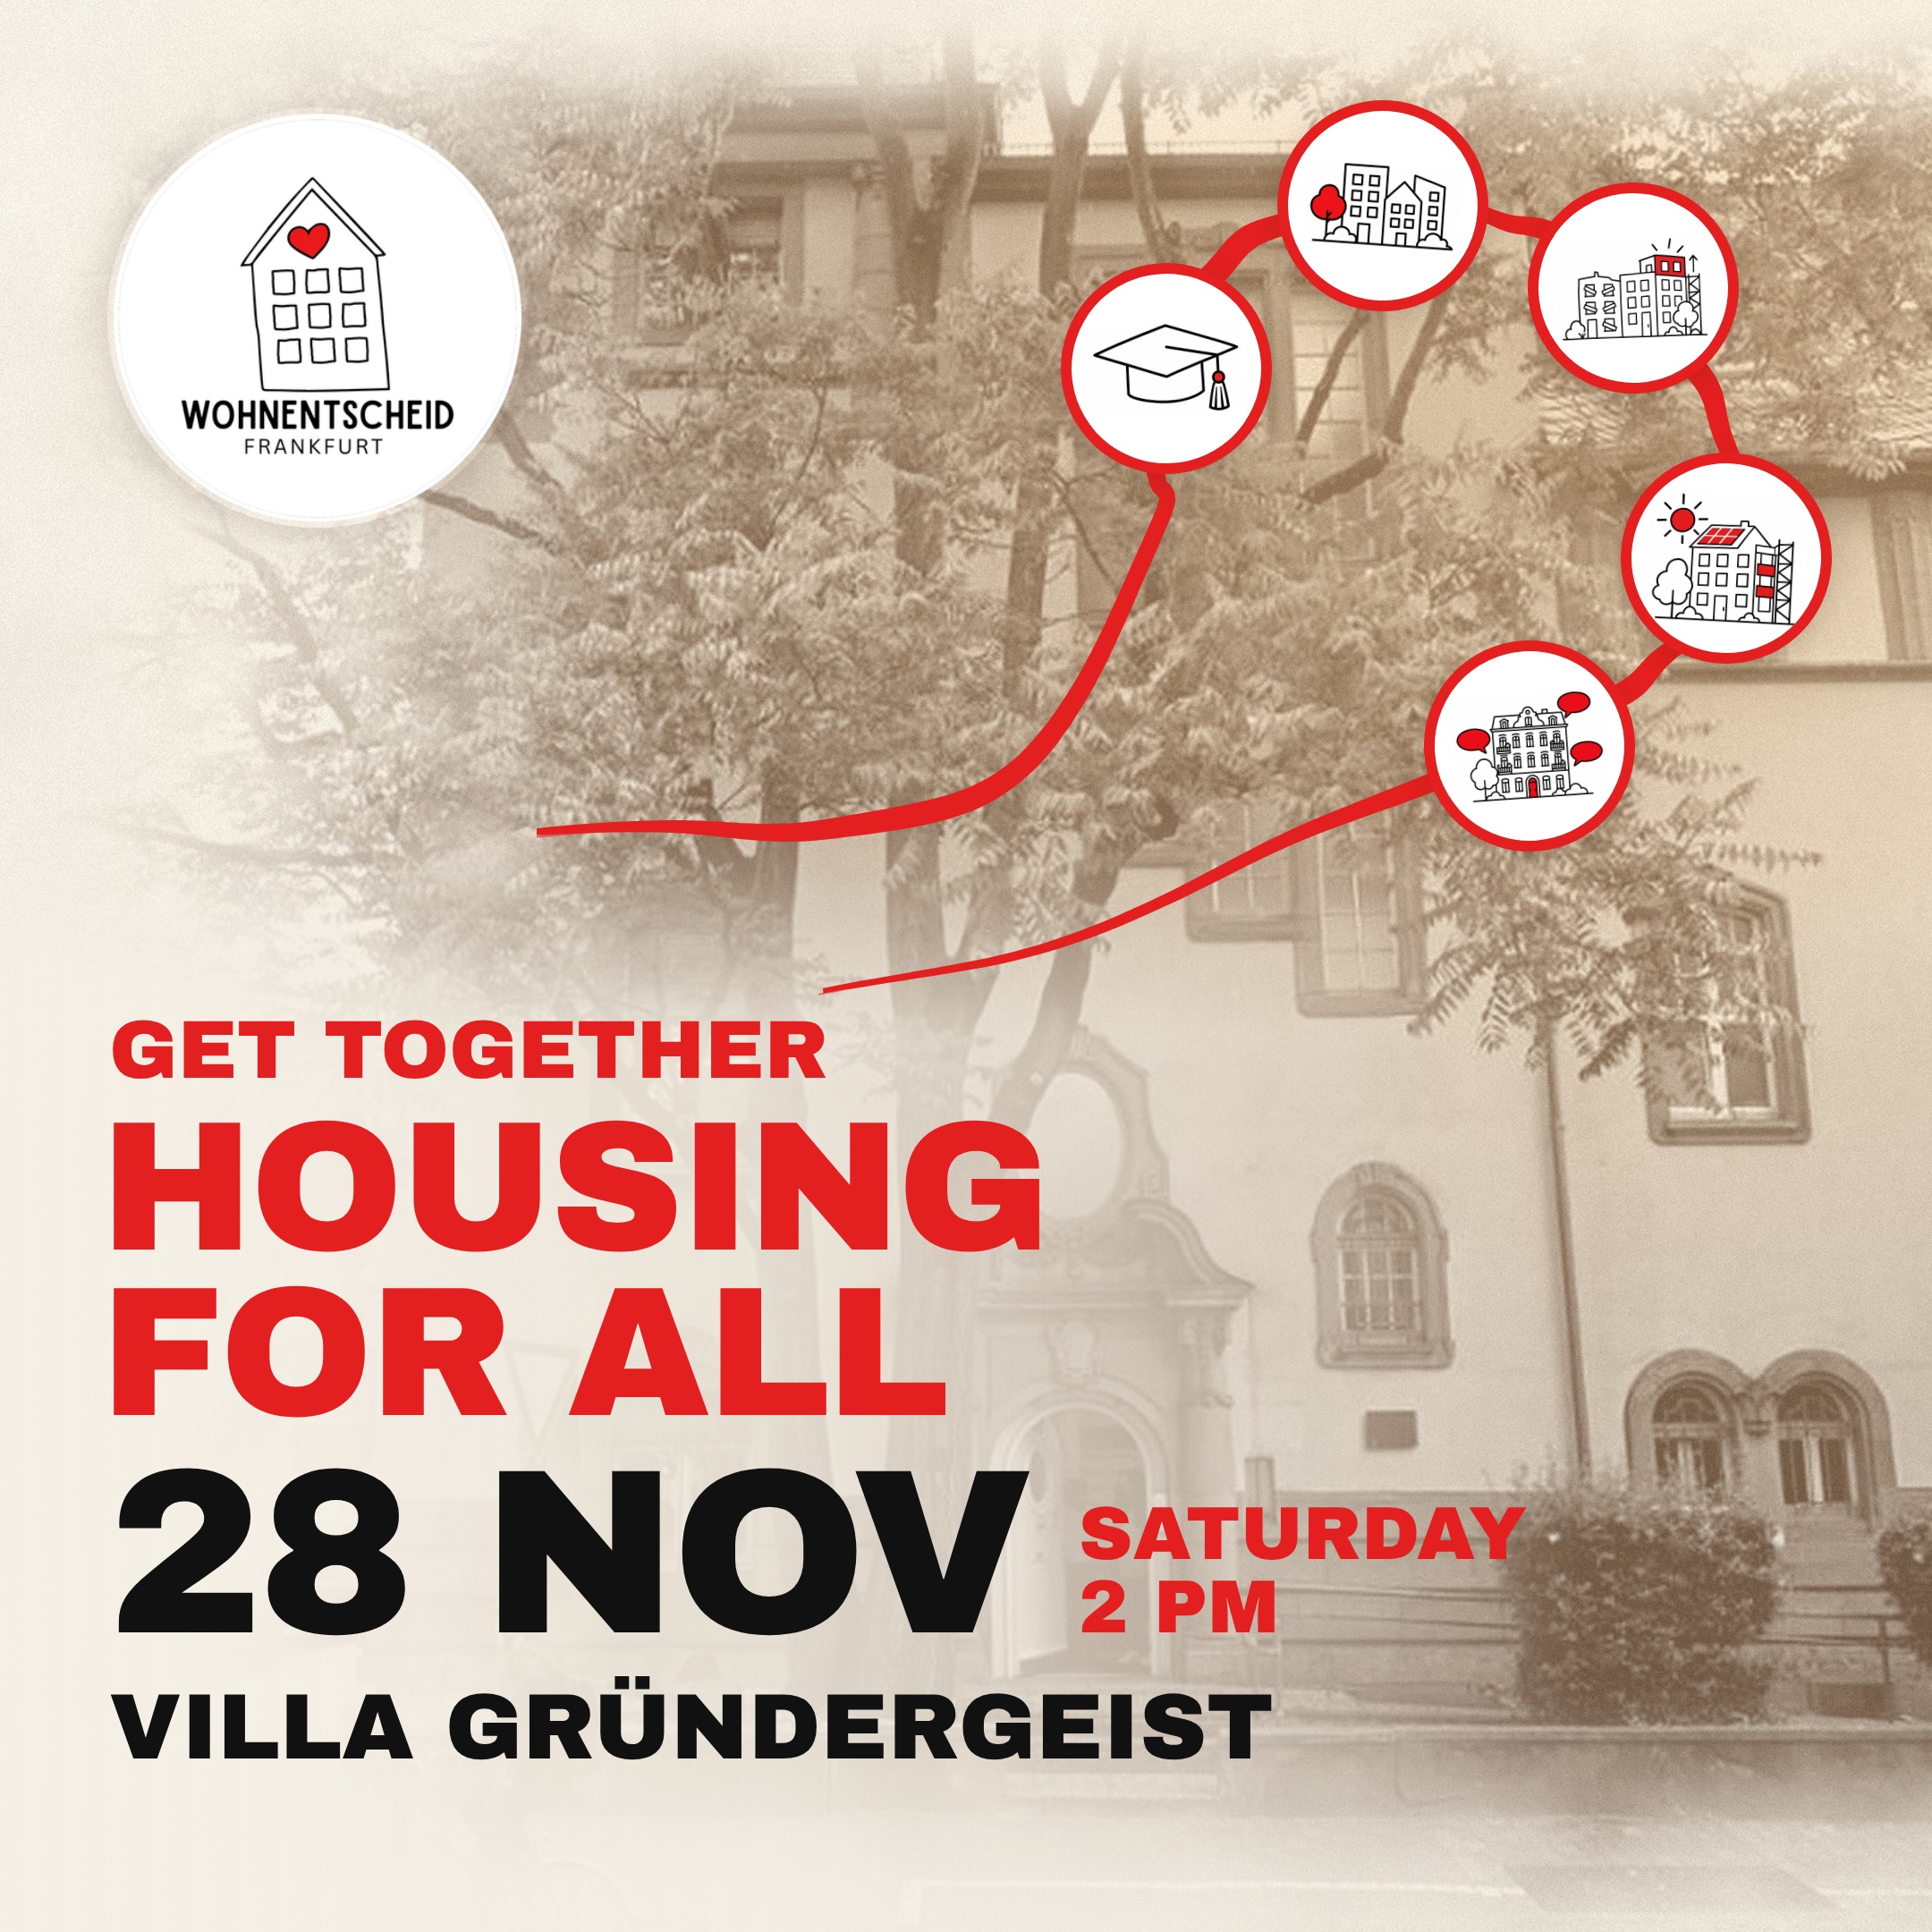 WOHNENTSCHEID
FRANKFURT
GET TOGETHER
HOUSING
FOR ALL
28 NOV
SATURDAY
2 PM
VILLA GRÜNDERGEIST